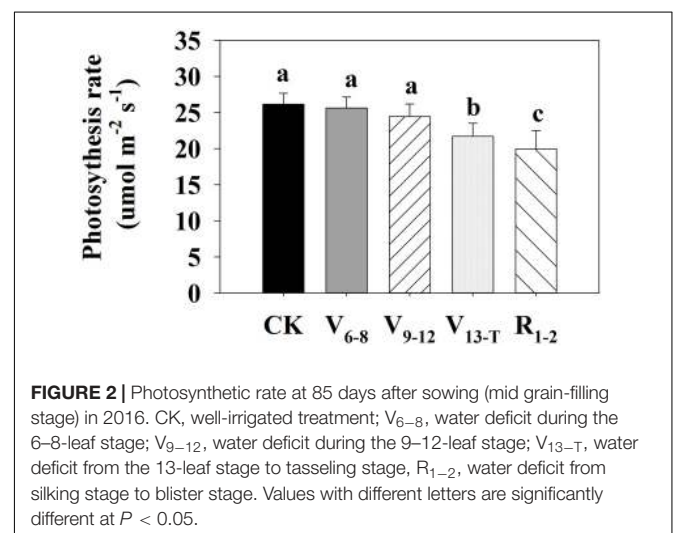 Photosythesis rate
(umol m⁻² s⁻¹)
35
30
25
20
15
10
5
0
a
a
a
b
c
CK V₆₋₈ V₉₋₁₂ V₁₃₋T R₁₋₂
FIGURE 2 | Photosynthetic rate at 85 days after sowing (mid grain-filling
stage) in 2016. CK, well-irrigated treatment; V₆₋₈, water deficit during the
6–8-leaf stage; V₉₋₁₂, water deficit during the 9–12-leaf stage; V₁₃₋T, water
deficit from the 13-leaf stage to tasseling stage, R₁₋₂, water deficit from
silking stage to blister stage. Values with different letters are significantly
different at P < 0.05.